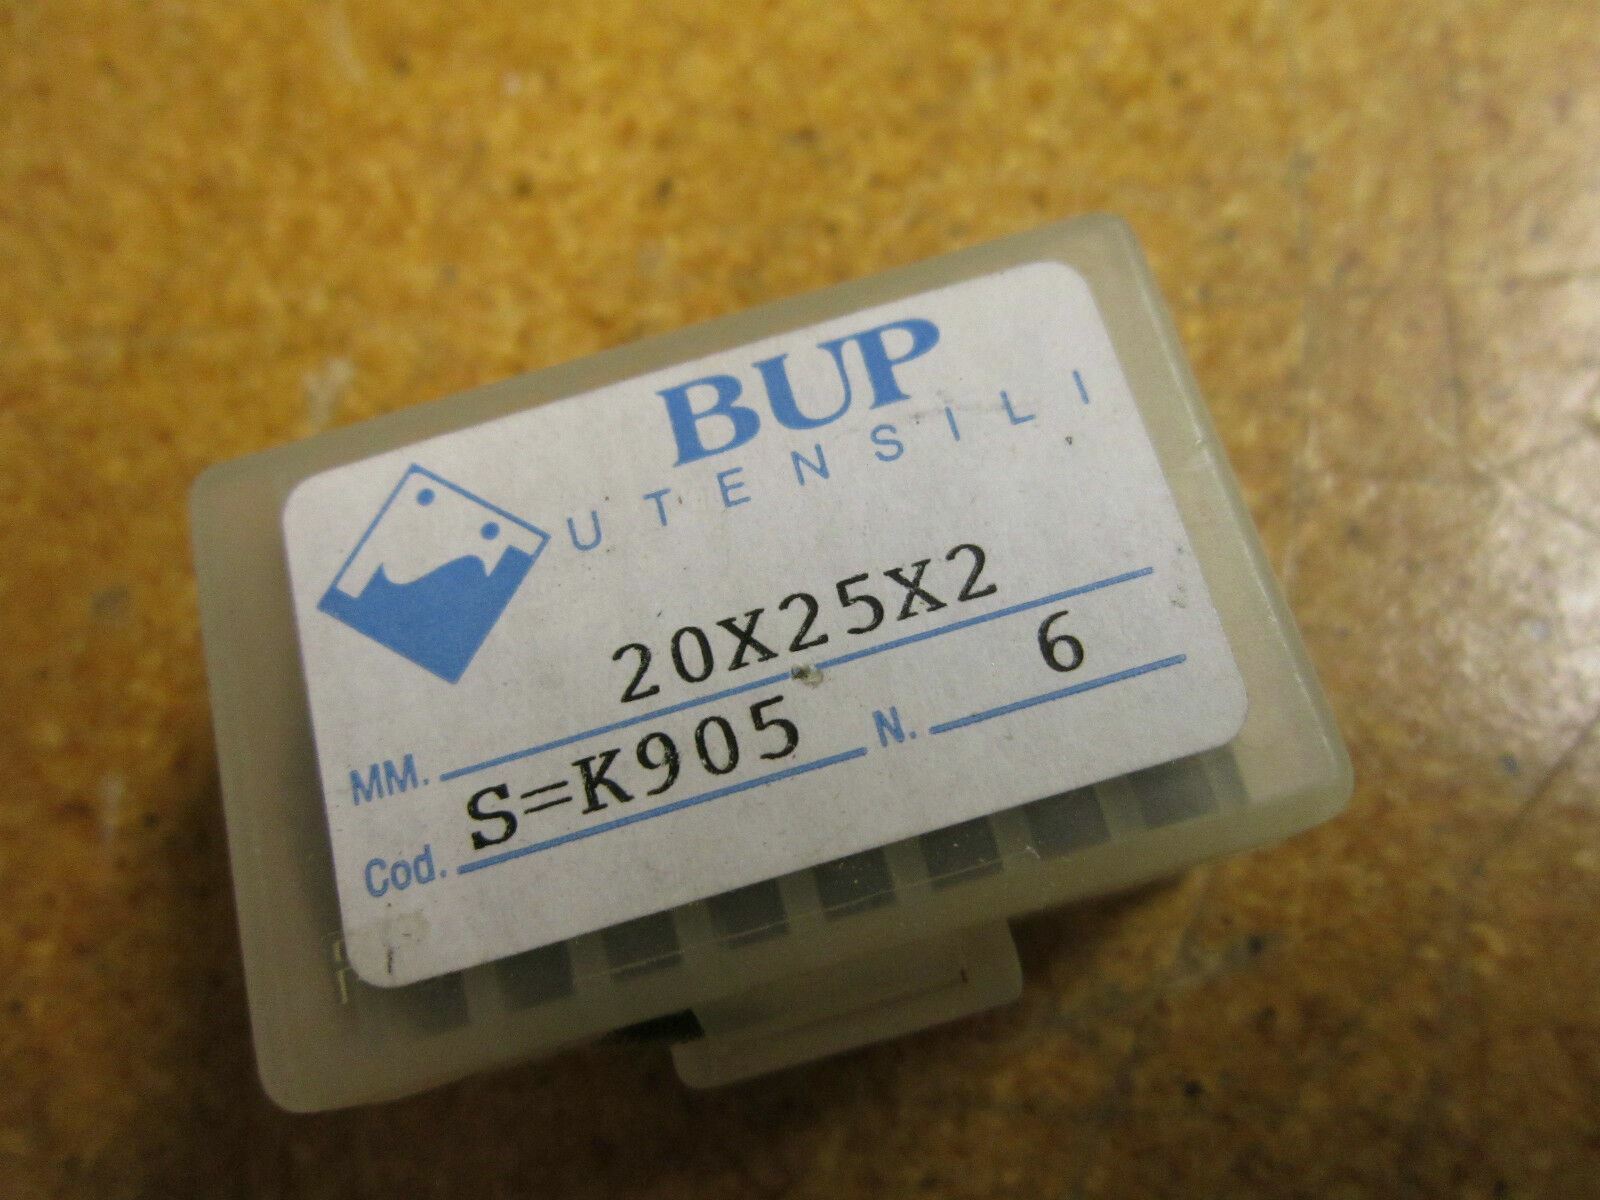 BUP
UTENSILI
MM. 20X25X2
Cod. S=K905 N. 6